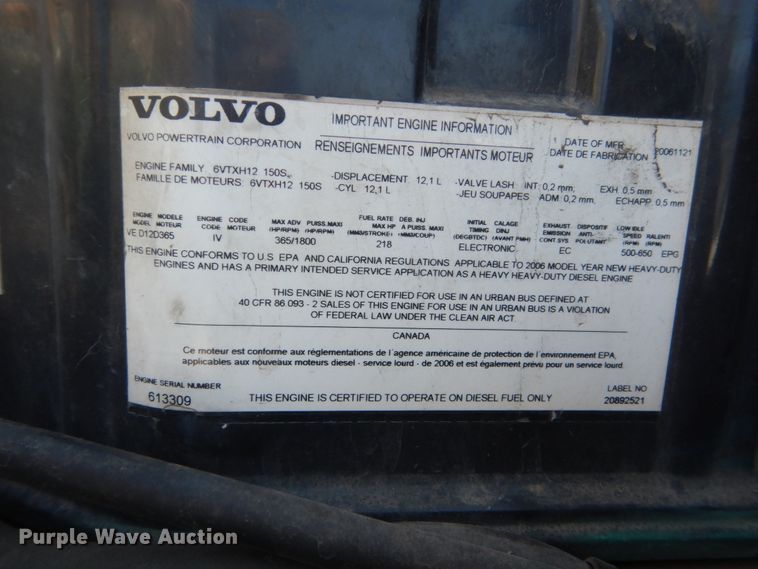 VOLVO
VOLVO POWERTRAIN CORPORATION
IMPORTANT ENGINE INFORMATION
RENSEIGNEMENTS IMPORTANTS MOTEUR
DATE OF MFR 20061121
DATE DE FABRICATION
ENGINE FAMILY 6VTXH12 150S -DISPLACEMENT 12,1 L -VALVE LASH INT: 0,2 mm, EXH 0,5 mm
FAMILLE DE MOTEURS: 6VTXH12 150S -CYL 12,1 L -JEU SOUPAPES ADM: 0,2 mm, ECHAPP: 0,5 mm
ENGINE MODELE ENGINE CODE MAX ADV PUISS.MAXI FUEL RATE DEB. INJ INITIAL CALAGE EXHAUST DISPOSITIF LOW IDLE
MODEL MOTEUR CODE MOTEUR (HP/RPM) (HP/RPM) MAX HP A PUISS. MAXI TIMING D'INJ EMISSION ANTI- SPEED RALENTI
(MM3/STROKE) (MM3/COUP) (DEGBTDC) (AVANT PMH) CONT.SYS POLLUTANT (RPM) (RPM)
VE D12D365 IV 365/1800 218 ELECTRONIC EC 500-650 EPG
THIS ENGINE CONFORMS TO U.S EPA AND CALIFORNIA REGULATIONS APPLICABLE TO 2006 MODEL YEAR NEW HEAVY-DUTY
ENGINES AND HAS A PRIMARY INTENDED SERVICE APPLICATION AS A HEAVY HEAVY-DUTY DIESEL ENGINE
THIS ENGINE IS NOT CERTIFIED FOR USE IN AN URBAN BUS DEFINED AT
40 CFR 86 093 - 2 SALES OF THIS ENGINE FOR USE IN AN URBAN BUS IS A VIOLATION
OF FEDERAL LAW UNDER THE CLEAN AIR ACT.
CANADA
Ce moteur est conforme aux réglementations de l'agence américaine de protection de l'environnement EPA,
applicables aux nouveaux moteurs diesel - service lourd - de 2006 et est également prévu pour un service lourd.
ENGINE SERIAL NUMBER
613309
THIS ENGINE IS CERTIFIED TO OPERATE ON DIESEL FUEL ONLY
LABEL NO
20892521
Purple Wave Auction